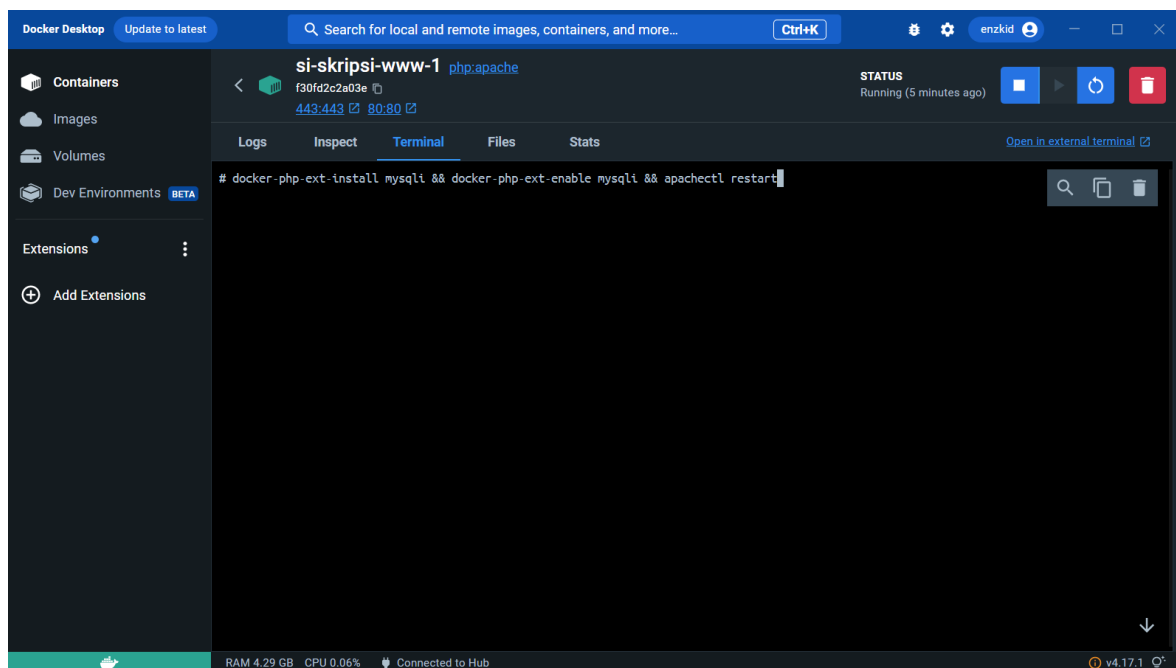 Docker Desktop Update to latest Search for local and remote images, containers, and more... Ctrl+K enzkid
Containers
Images
Volumes
Dev Environments BETA
Extensions
Add Extensions
si-skripsi-www-1 php:apache
f30fd2c2a03e
443:443 80:80
STATUS
Running (5 minutes ago)
Logs Inspect Terminal Files Stats Open in external terminal
# docker-php-ext-install mysqli && docker-php-ext-enable mysqli && apachectl restart
RAM 4.29 GB CPU 0.06% Connected to Hub v4.17.1